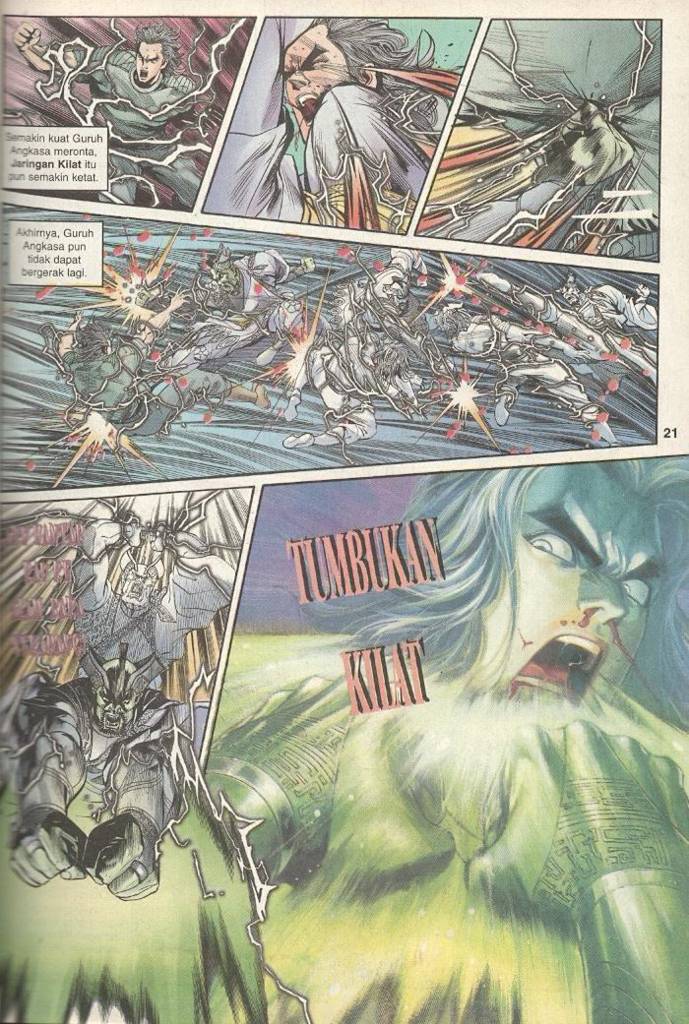 Semakin kuat Guruh
Angkasa meronta,
Jaringan Kilat itu
pun semakin ketat.
Akhirnya, Guruh
Angkasa pun
tidak dapat
bergerak lagi.
21
TUMBUKAN
KILAT